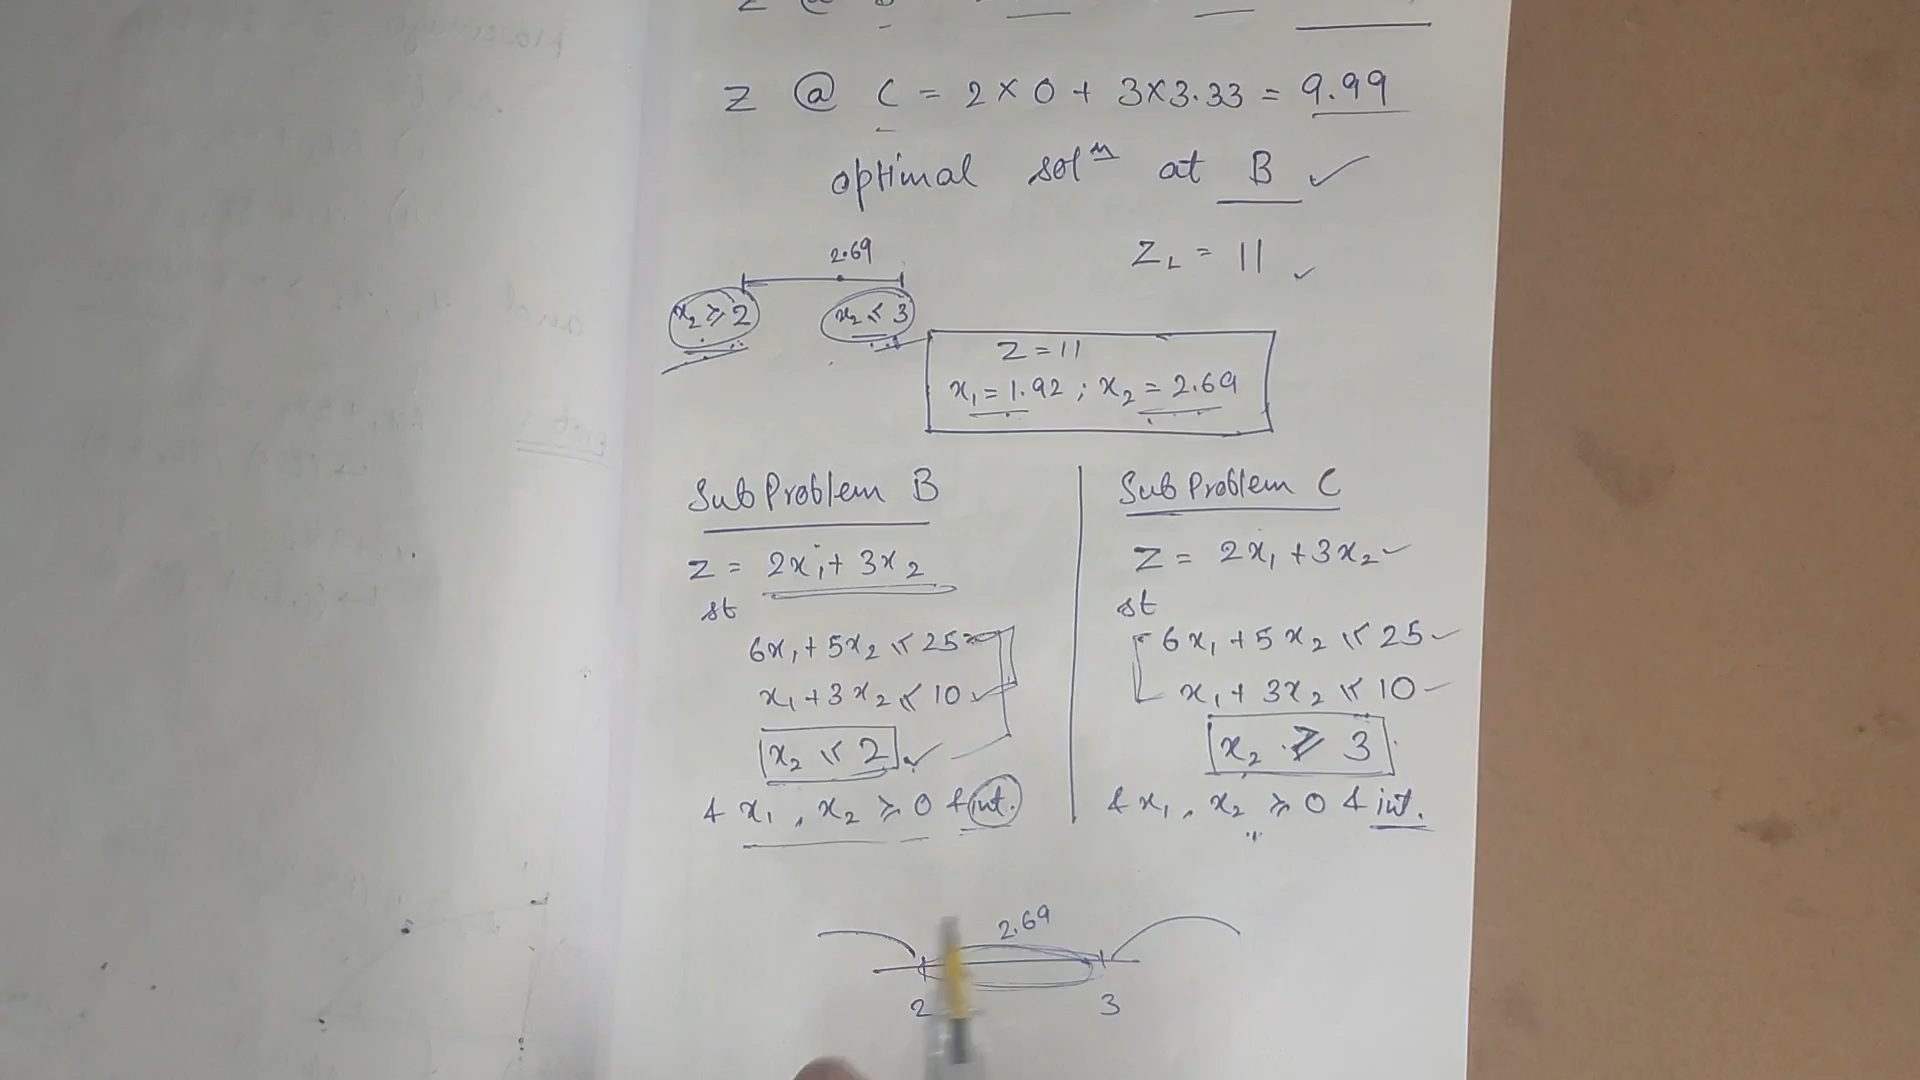 Z @ C = 2 × 0 + 3×3.33 = 9.99
optimal solⁿ at B ✓
2.69
Z_L = 11 ✓
x₂ ≥ 2 x₂ ≤ 3
Z = 11
x₁ = 1.92 ; x₂ = 2.69
Sub Problem B
Z = 2x₁ + 3x₂
st
6x₁ + 5x₂ ≤ 25
x₁ + 3x₂ ≤ 10 ✓
x₂ ≤ 2 ✓
& x₁, x₂ ≥ 0 & int.
Sub Problem C
Z = 2x₁ + 3x₂ ✓
st
6x₁ + 5x₂ ≤ 25 ✓
x₁ + 3x₂ ≤ 10
x₂ ≥ 3
& x₁, x₂ ≥ 0 & int.
2.69
2 3